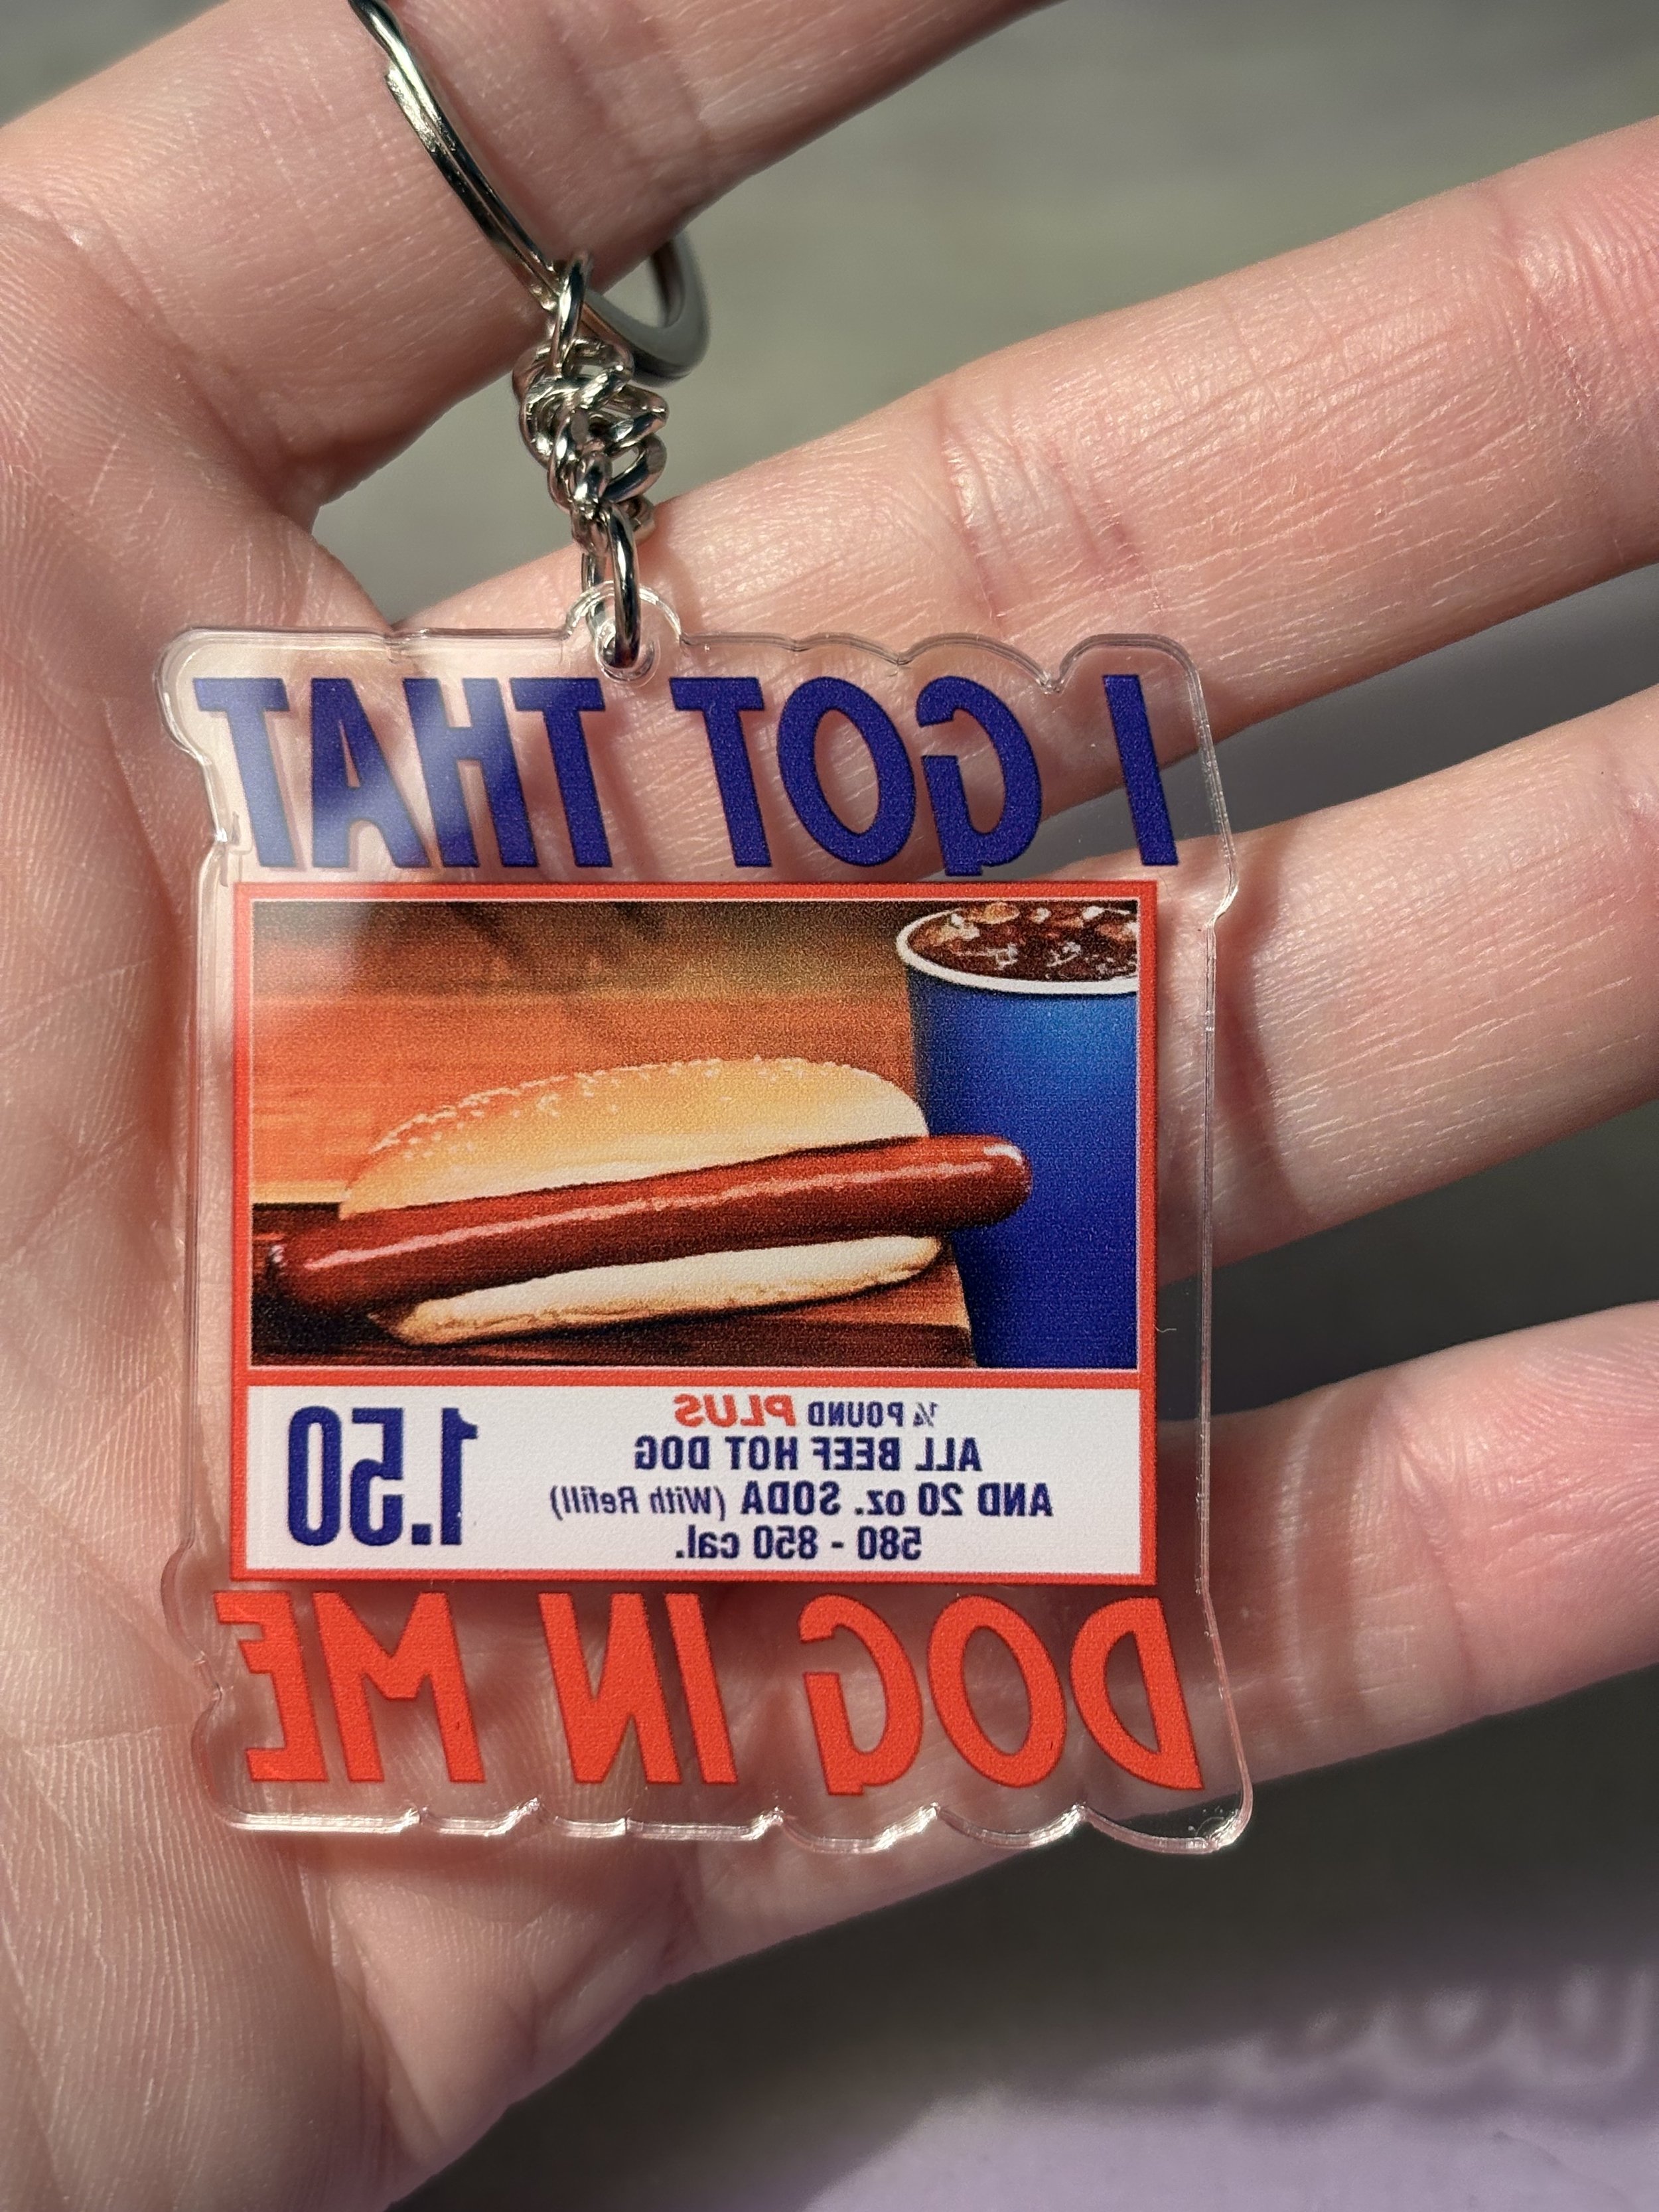 I GOT THAT
¼ POUND PLUS
ALL BEEF HOT DOG
AND 20 oz. SODA (With Refill)
580 - 850 cal.
1.50
DOG IN ME